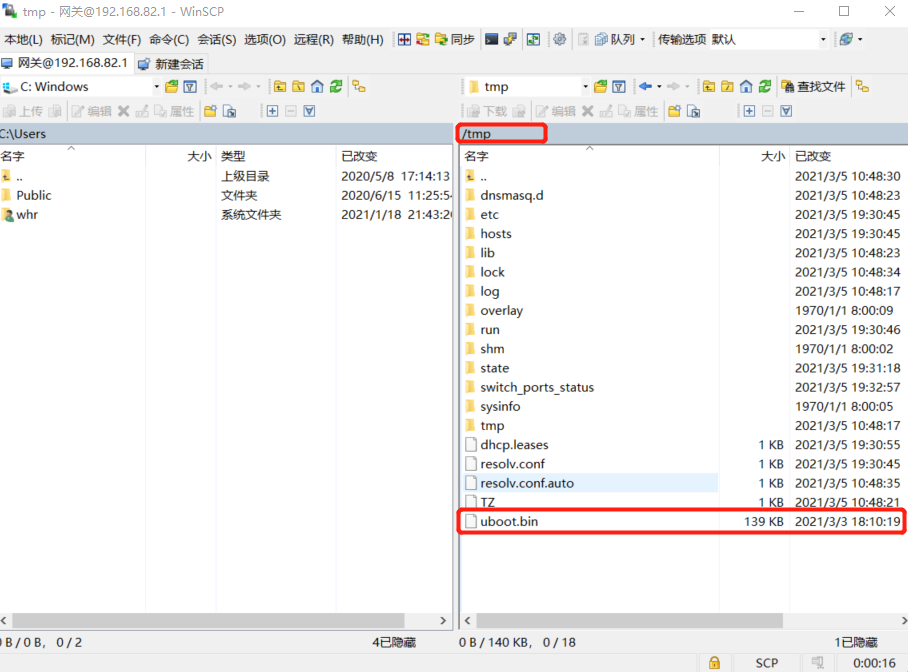 tmp - 网关@192.168.82.1 - WinSCP
本地(L) 标记(M) 文件(F) 命令(C) 会话(S) 选项(O) 远程(R) 帮助(H) 同步 队列 传输选项 默认
网关@192.168.82.1 新建会话
C: Windows tmp 查找文件
上传 编辑 属性 下载 编辑 属性
C:\Users /tmp
名字 大小 类型 已改变 名字 大小 已改变
.. 上级目录 2020/5/8 17:14:13 .. 2021/3/5 10:48:30
Public 文件夹 2020/6/15 11:25:54 dnsmasq.d 2021/3/5 10:48:23
whr 系统文件夹 2021/1/18 21:43:20 etc 2021/3/5 19:30:45
hosts 2021/3/5 19:30:45
lib 2021/3/5 10:48:23
lock 2021/3/5 10:48:34
log 2021/3/5 10:48:17
overlay 1970/1/1 8:00:09
run 2021/3/5 19:30:46
shm 1970/1/1 8:00:02
state 2021/3/5 19:31:18
switch_ports_status 2021/3/5 19:32:57
sysinfo 1970/1/1 8:00:05
tmp 2021/3/5 10:48:17
dhcp.leases 1 KB 2021/3/5 19:30:55
resolv.conf 1 KB 2021/3/5 19:30:45
resolv.conf.auto 1 KB 2021/3/5 10:48:35
TZ 1 KB 2021/3/5 10:48:21
uboot.bin 139 KB 2021/3/3 18:10:19
0 B / 0 B, 0 / 2 4已隐藏 0 B / 140 KB, 0 / 18 1已隐藏
SCP 0:00:16